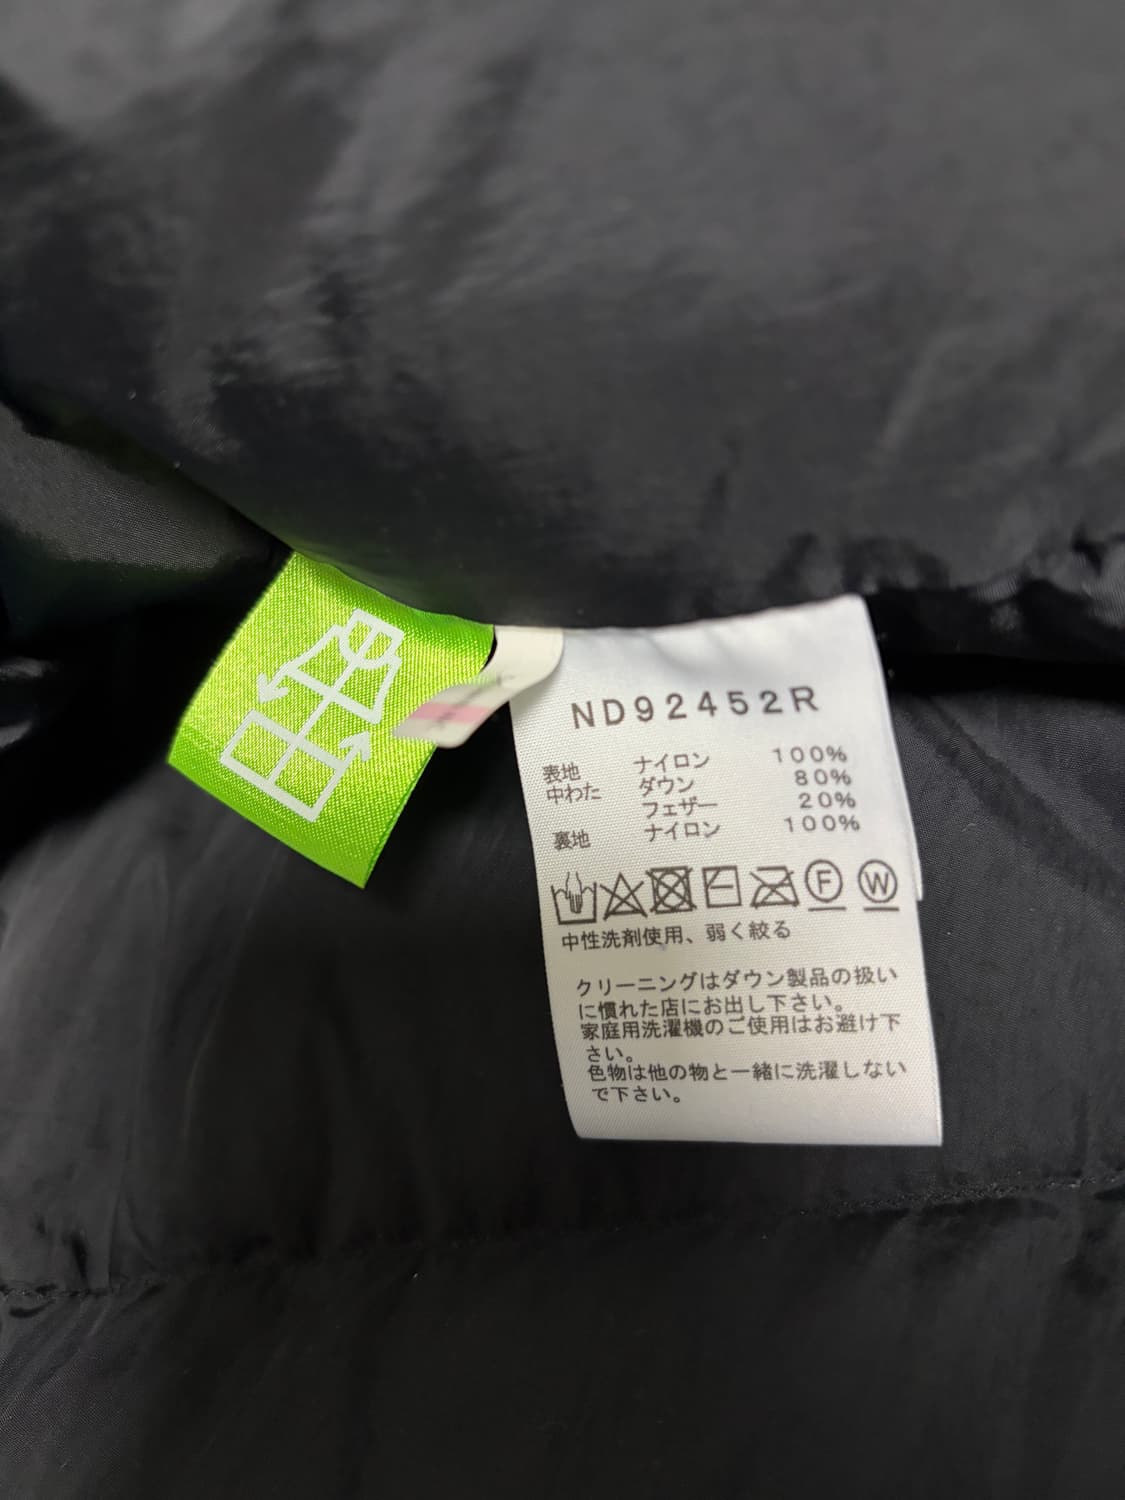 ND92452R
表地 ナイロン 100%
中わた ダウン 80%
フェザー 20%
裏地 ナイロン 100%
F W
中性洗剤使用、弱く絞る
クリーニングはダウン製品の扱い
に慣れた店にお出し下さい。
家庭用洗濯機のご使用はお避け下
さい。
色物は他の物と一緒に洗濯しない
で下さい。